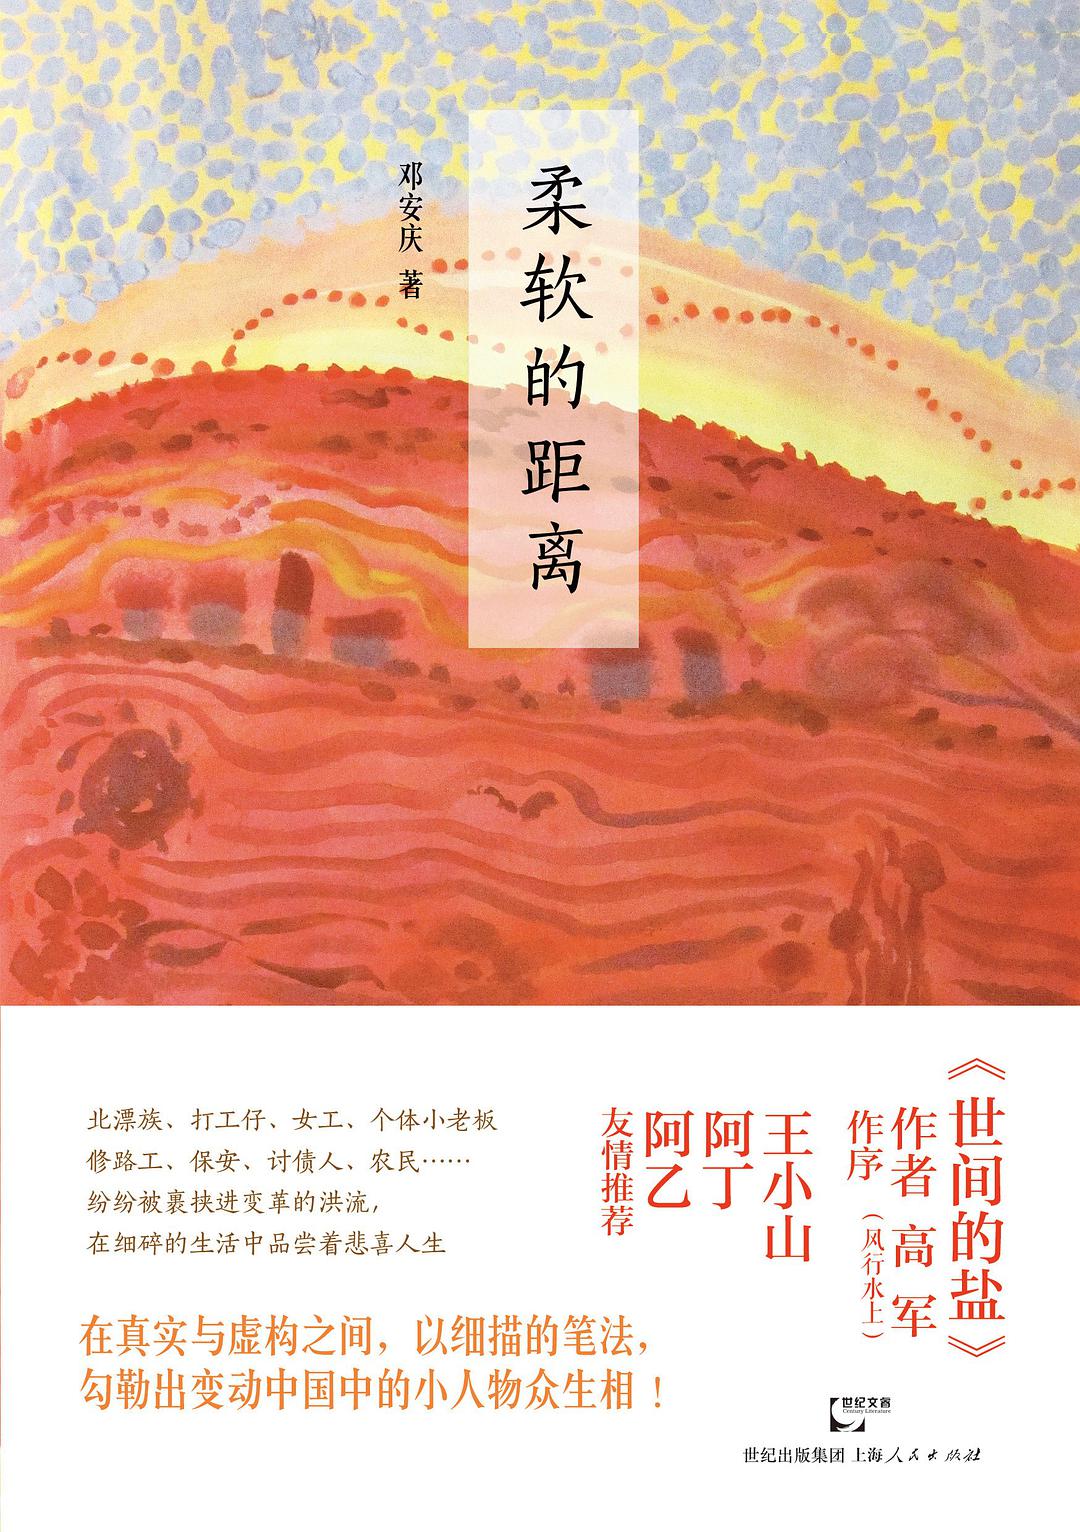 柔软的距离
邓安庆 著
《世间的盐》
作者 高军
作序（风行水上）
王小山
阿丁
阿乙
友情推荐
北漂族、打工仔、女工、个体小老板
修路工、保安、讨债人、农民……
纷纷被裹挟进变革的洪流，
在细碎的生活中品尝着悲喜人生
在真实与虚构之间，以细描的笔法，
勾勒出变动中国中的小人物众生相！
世纪文睿
Century Literature
世纪出版集团 上海人民出版社